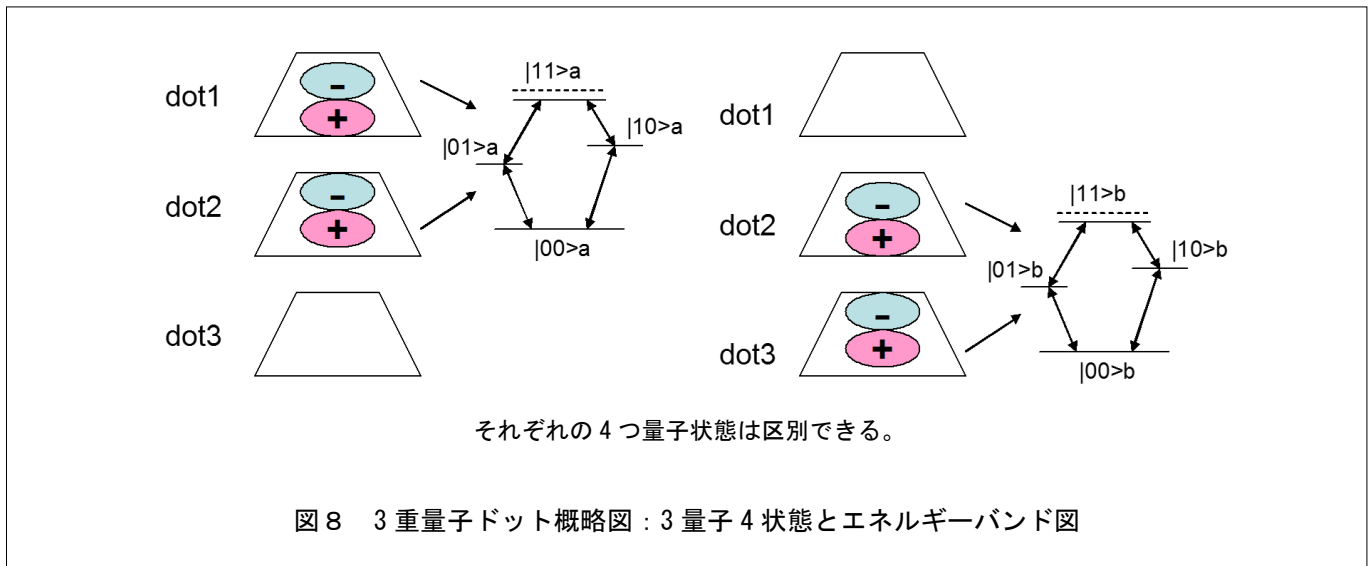 dot1
-
+
dot2
-
+
dot3
|11>a
|01>a
|10>a
|00>a
dot1
dot2
-
+
dot3
-
+
|11>b
|01>b
|10>b
|00>b
それぞれの4つ量子状態は区別できる。
図8 3重量子ドット概略図：3量子4状態とエネルギーバンド図